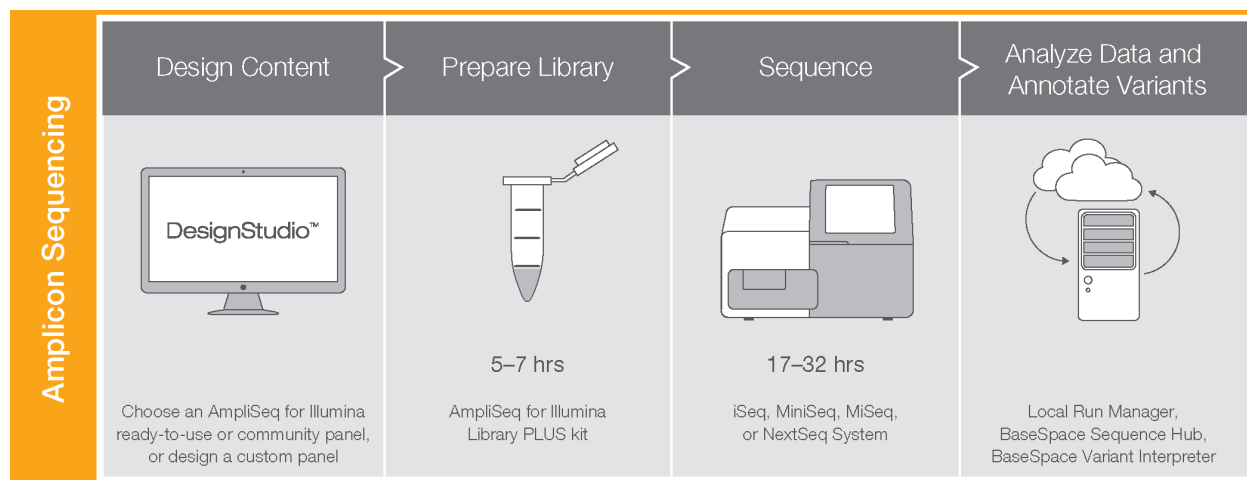 Amplicon Sequencing
Design Content
DesignStudio™
Choose an AmpliSeq for Illumina
ready-to-use or community panel,
or design a custom panel
Prepare Library
5–7 hrs
AmpliSeq for Illumina
Library PLUS kit
Sequence
17–32 hrs
iSeq, MiniSeq, MiSeq,
or NextSeq System
Analyze Data and
Annotate Variants
Local Run Manager,
BaseSpace Sequence Hub,
BaseSpace Variant Interpreter